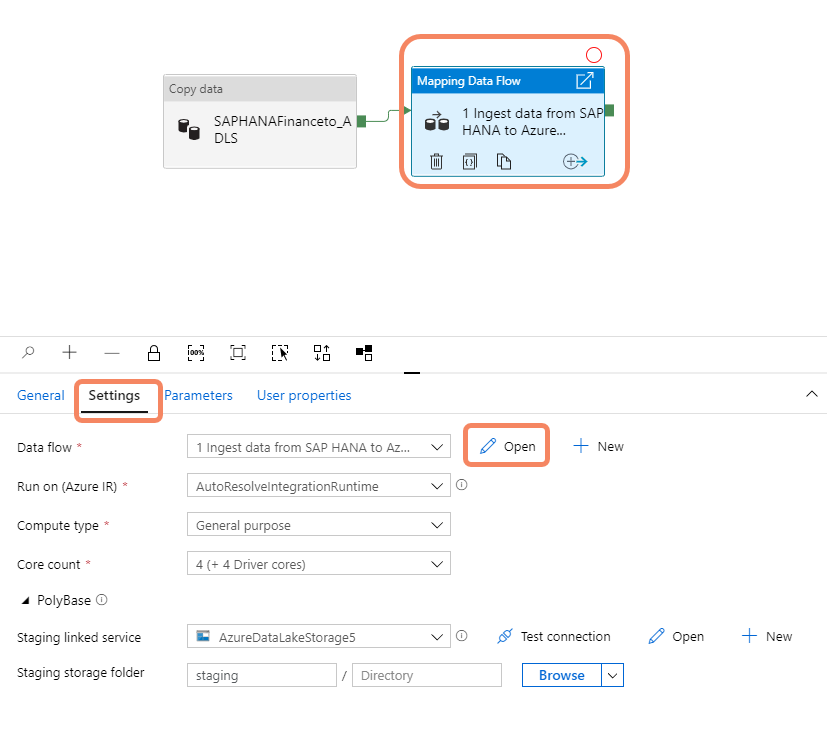 Copy data
SAPHANAFinanceto_A
DLS
Mapping Data Flow
1 Ingest data from SAP
HANA to Azure...
{}
100%
General
Settings
Parameters
User properties
Data flow *
1 Ingest data from SAP HANA to Az...
Open
New
Run on (Azure IR) *
AutoResolveIntegrationRuntime
Compute type *
General purpose
Core count *
4 (+ 4 Driver cores)
PolyBase
Staging linked service
AzureDataLakeStorage5
Test connection
Open
New
Staging storage folder
staging
/
Directory
Browse